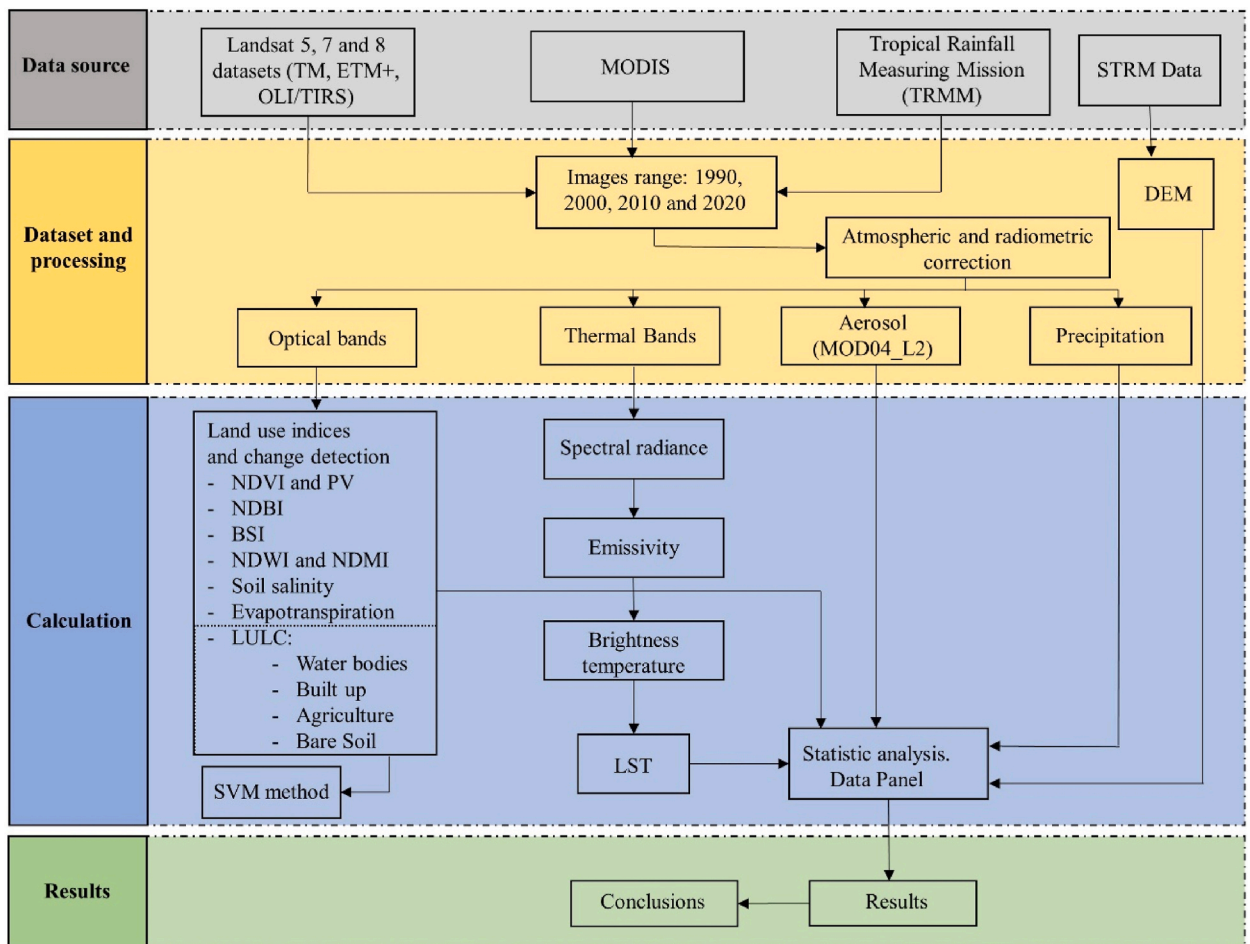 Data source
Landsat 5, 7 and 8
datasets (TM, ETM+,
OLI/TIRS)
MODIS
Tropical Rainfall
Measuring Mission
(TRMM)
STRM Data
Dataset and
processing
Images range: 1990,
2000, 2010 and 2020
DEM
Atmospheric and radiometric
correction
Optical bands
Thermal Bands
Aerosol
(MOD04_L2)
Precipitation
Calculation
Land use indices
and change detection
- NDVI and PV
- NDBI
- BSI
- NDWI and NDMI
- Soil salinity
- Evapotranspiration
- LULC:
- Water bodies
- Built up
- Agriculture
- Bare Soil
SVM method
Spectral radiance
Emissivity
Brightness
temperature
LST
Statistic analysis.
Data Panel
Results
Conclusions
Results